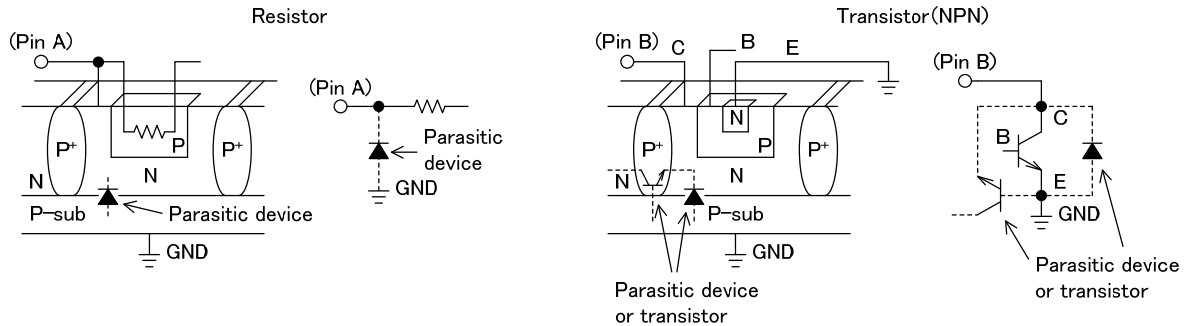 Resistor
(Pin A)
P+
P
P+
N
N
P-sub
Parasitic device
GND
(Pin A)
Parasitic
device
GND
Transistor(NPN)
(Pin B)
C
B
E
N
P+
P
P+
N
N
P-sub
GND
Parasitic device
or transistor
(Pin B)
C
B
E
GND
Parasitic device
or transistor